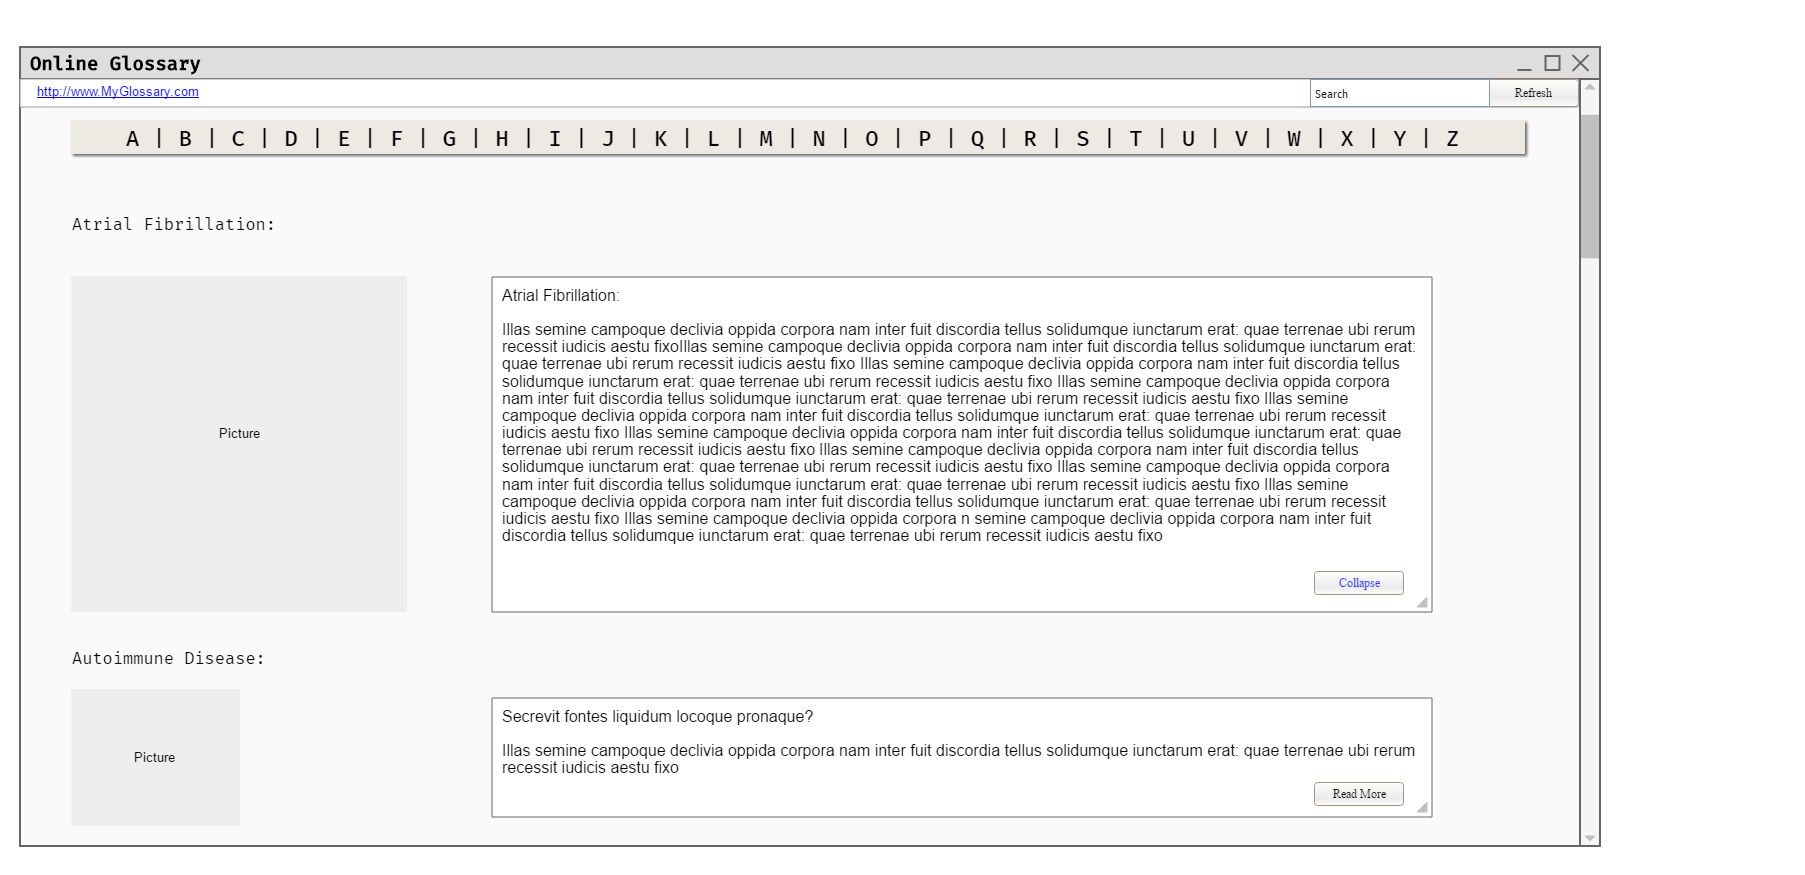 Online Glossary
http://www.MyGlossary.com
Search
Refresh
A | B | C | D | E | F | G | H | I | J | K | L | M | N | O | P | Q | R | S | T | U | V | W | X | Y | Z
Atrial Fibrillation:
Picture
Atrial Fibrillation:
Illas semine campoque declivia oppida corpora nam inter fuit discordia tellus solidumque iunctarum erat: quae terrenae ubi rerum
recessit iudicis aestu fixoIllas semine campoque declivia oppida corpora nam inter fuit discordia tellus solidumque iunctarum erat:
quae terrenae ubi rerum recessit iudicis aestu fixo Illas semine campoque declivia oppida corpora nam inter fuit discordia tellus
solidumque iunctarum erat: quae terrenae ubi rerum recessit iudicis aestu fixo Illas semine campoque declivia oppida corpora
nam inter fuit discordia tellus solidumque iunctarum erat: quae terrenae ubi rerum recessit iudicis aestu fixo Illas semine
campoque declivia oppida corpora nam inter fuit discordia tellus solidumque iunctarum erat: quae terrenae ubi rerum recessit
iudicis aestu fixo Illas semine campoque declivia oppida corpora nam inter fuit discordia tellus solidumque iunctarum erat: quae
terrenae ubi rerum recessit iudicis aestu fixo Illas semine campoque declivia oppida corpora nam inter fuit discordia tellus
solidumque iunctarum erat: quae terrenae ubi rerum recessit iudicis aestu fixo Illas semine campoque declivia oppida corpora
nam inter fuit discordia tellus solidumque iunctarum erat: quae terrenae ubi rerum recessit iudicis aestu fixo Illas semine
campoque declivia oppida corpora nam inter fuit discordia tellus solidumque iunctarum erat: quae terrenae ubi rerum recessit
iudicis aestu fixo Illas semine campoque declivia oppida corpora n semine campoque declivia oppida corpora nam inter fuit
discordia tellus solidumque iunctarum erat: quae terrenae ubi rerum recessit iudicis aestu fixo
Collapse
Autoimmune Disease:
Picture
Secrevit fontes liquidum locoque pronaque?
Illas semine campoque declivia oppida corpora nam inter fuit discordia tellus solidumque iunctarum erat: quae terrenae ubi rerum
recessit iudicis aestu fixo
Read More